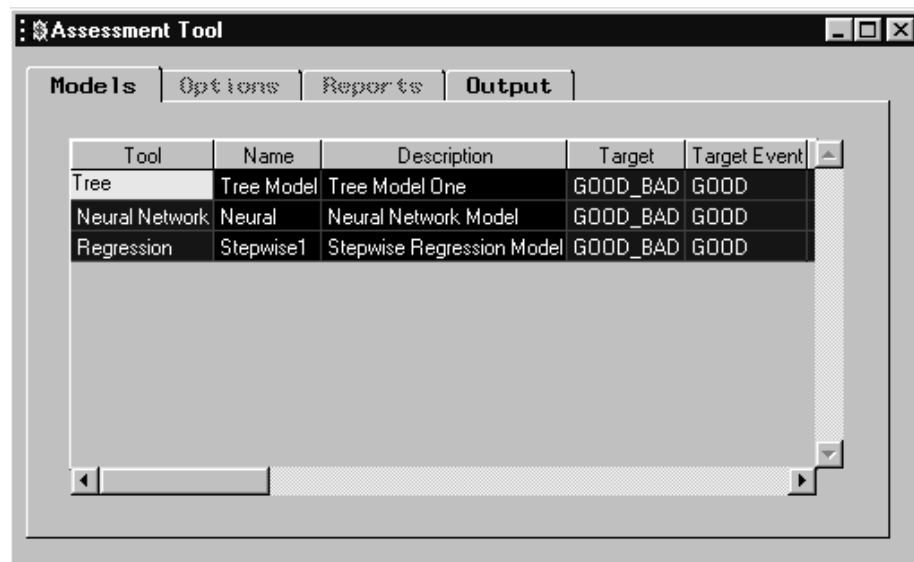 Assessment Tool
Models Options Reports Output
Tool Name Description Target Target Event
Tree Tree Model Tree Model One GOOD_BAD GOOD
Neural Network Neural Neural Network Model GOOD_BAD GOOD
Regression Stepwise1 Stepwise Regression Model GOOD_BAD GOOD